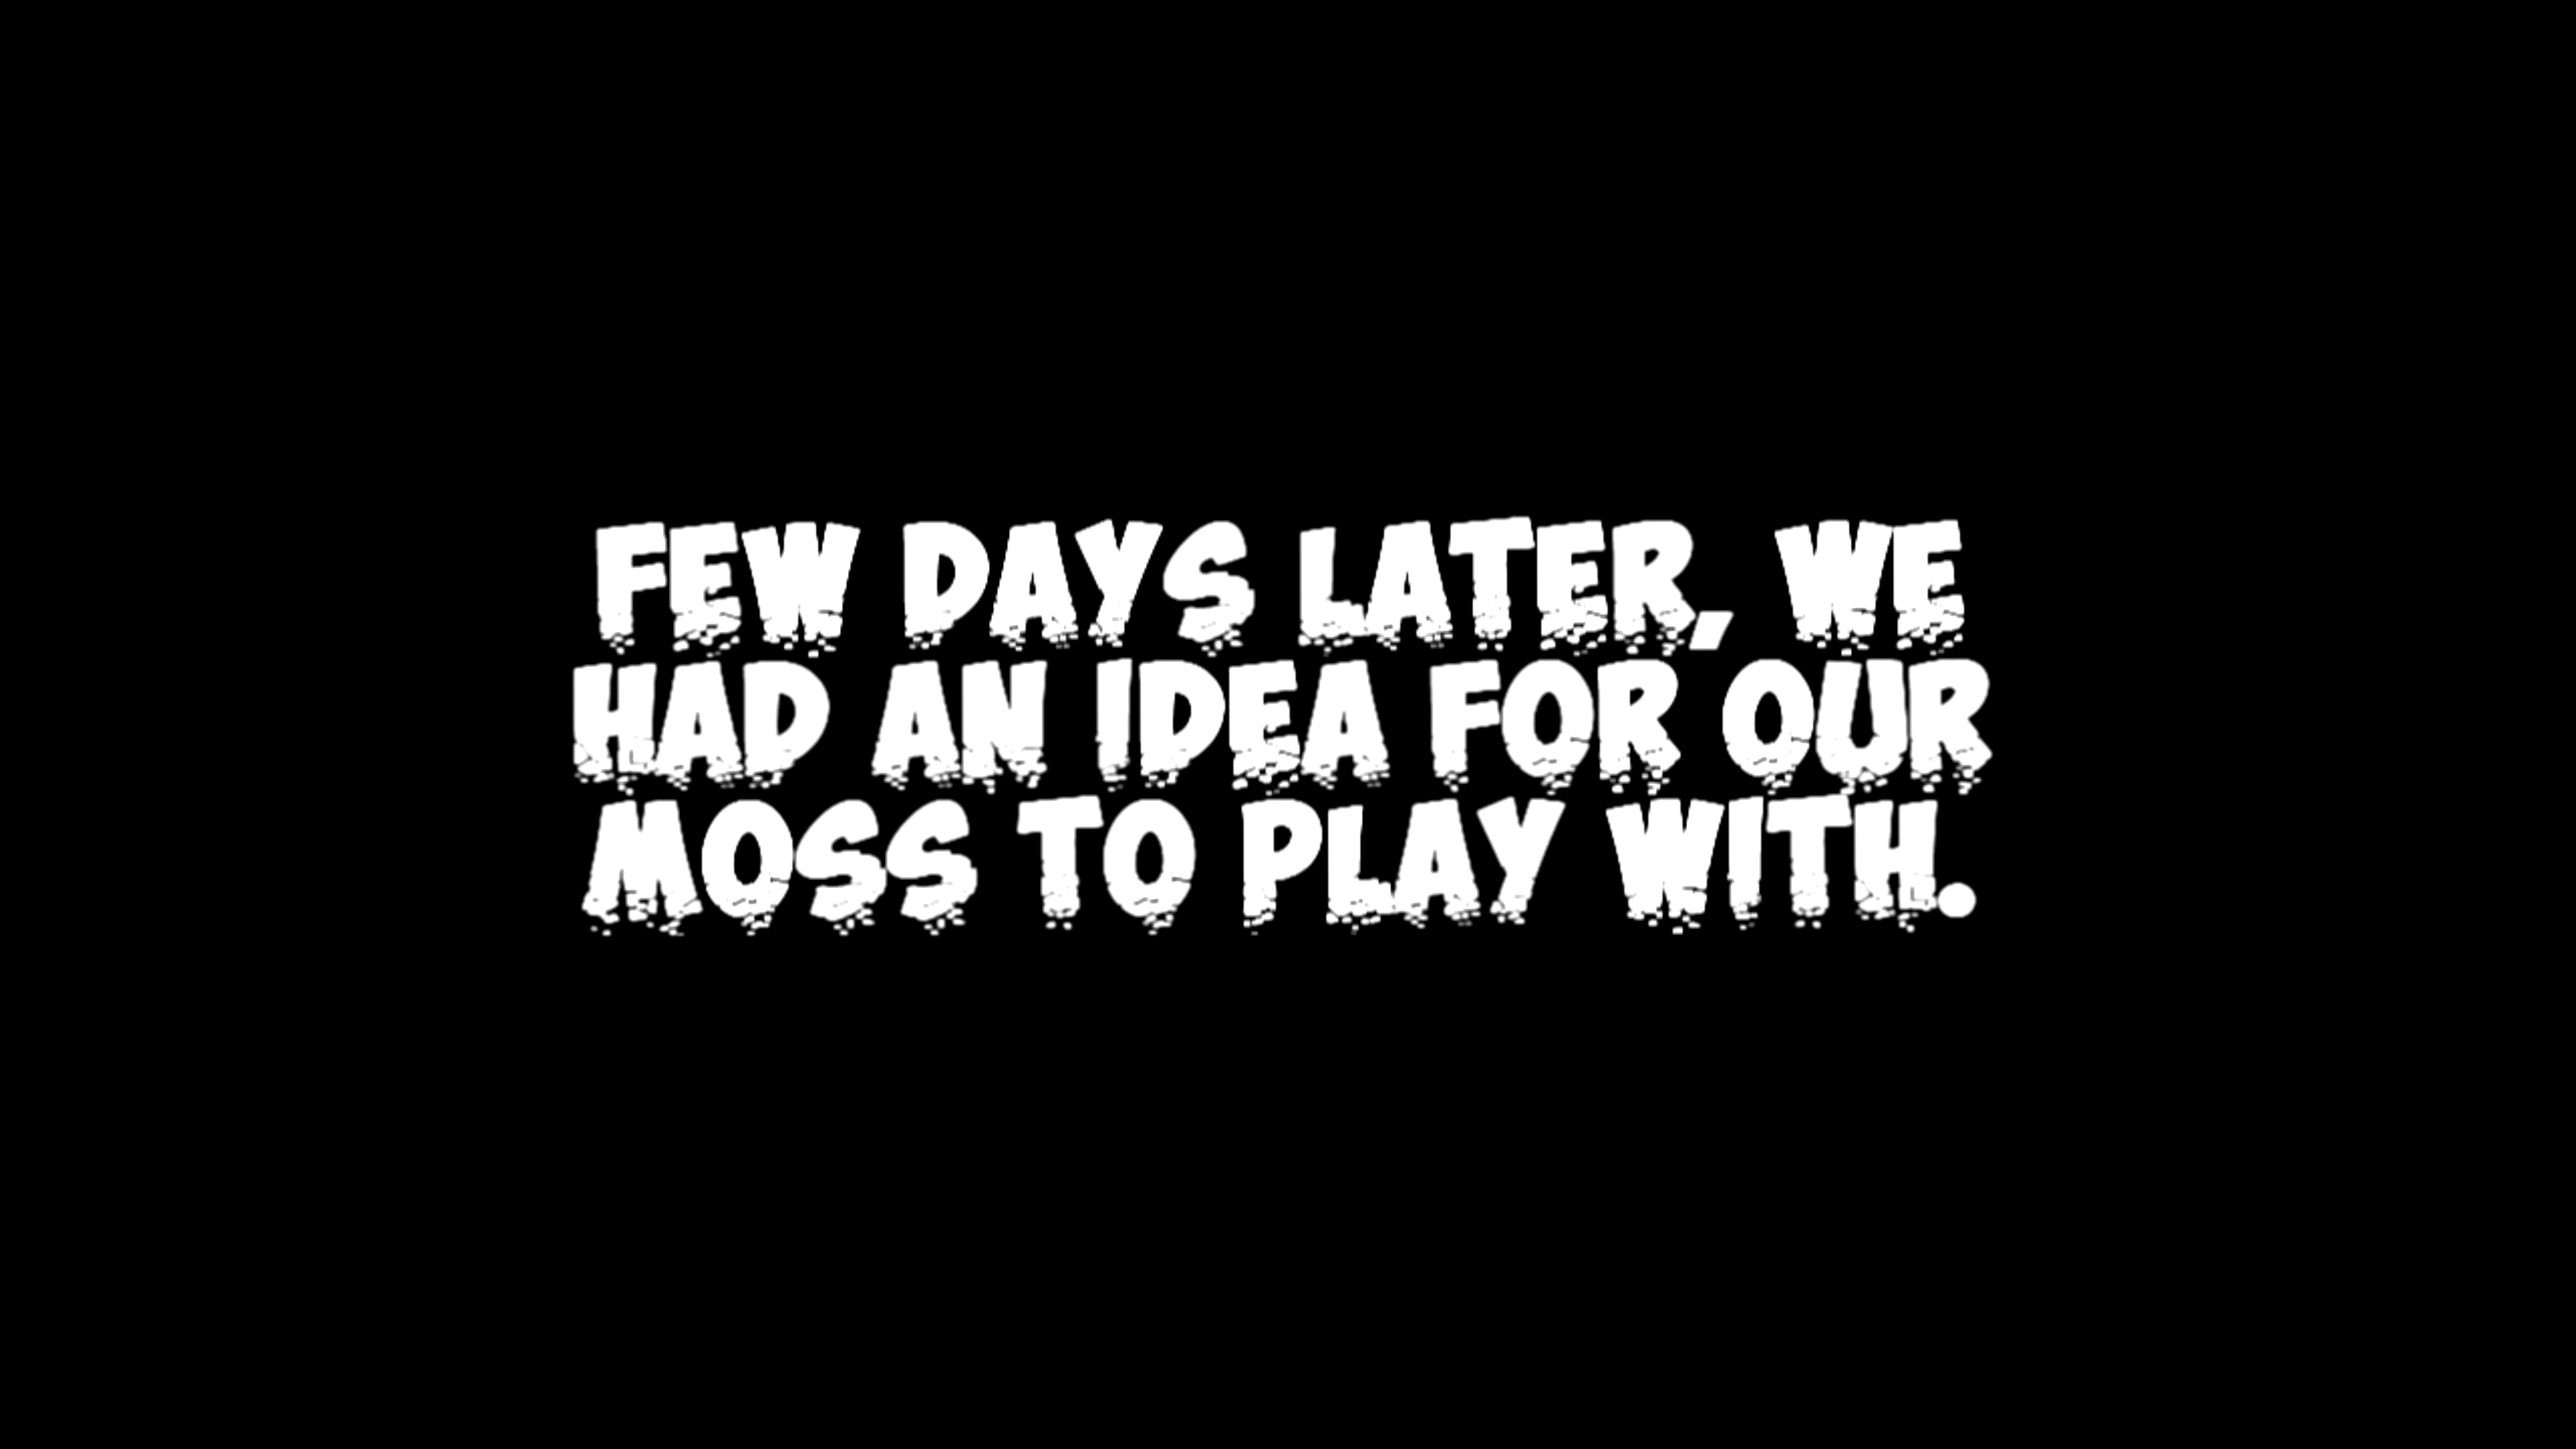 FEW DAYS LATER, WE
HAD AN IDEA FOR OUR
MOSS TO PLAY WITH.